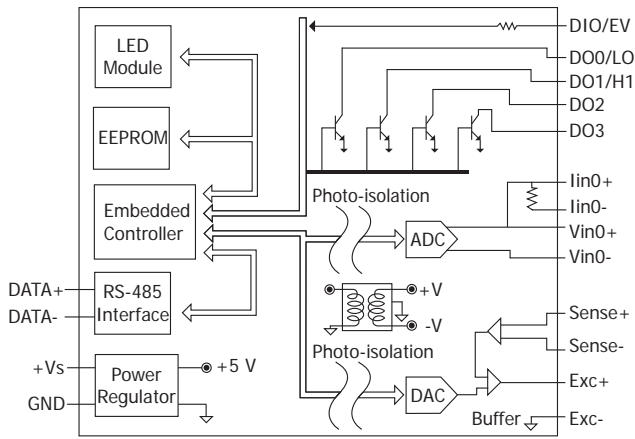 LED
Module
EEPROM
Embedded
Controller
DATA+
DATA-
RS-485
Interface
+Vs
GND
Power
Regulator
+5 V
DIO/EV
DO0/LO
DO1/H1
DO2
DO3
Photo-isolation
Iin0+
Iin0-
Vin0+
Vin0-
ADC
+V
-V
Photo-isolation
DAC
Sense+
Sense-
Exc+
Buffer
Exc-